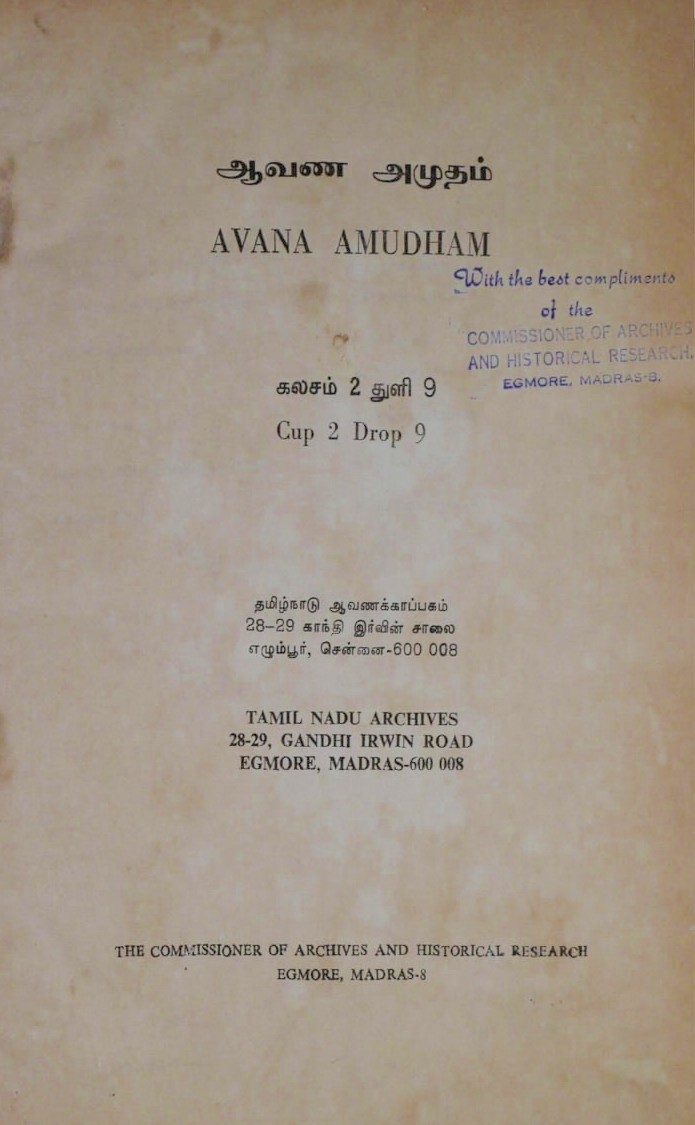 ஆவண அமுதம்
AVANA AMUDHAM
With the best compliments
of the
COMMISSIONER OF ARCHIVES
AND HISTORICAL RESEARCH.
EGMORE, MADRAS-8.
கலசம் 2 துளி 9
Cup 2 Drop 9
தமிழ்நாடு ஆவணக்காப்பகம்
28–29 காந்தி இர்வின் சாலை
எழும்பூர், சென்னை-600 008
TAMIL NADU ARCHIVES
28-29, GANDHI IRWIN ROAD
EGMORE, MADRAS-600 008
THE COMMISSIONER OF ARCHIVES AND HISTORICAL RESEARCH
EGMORE, MADRAS-8